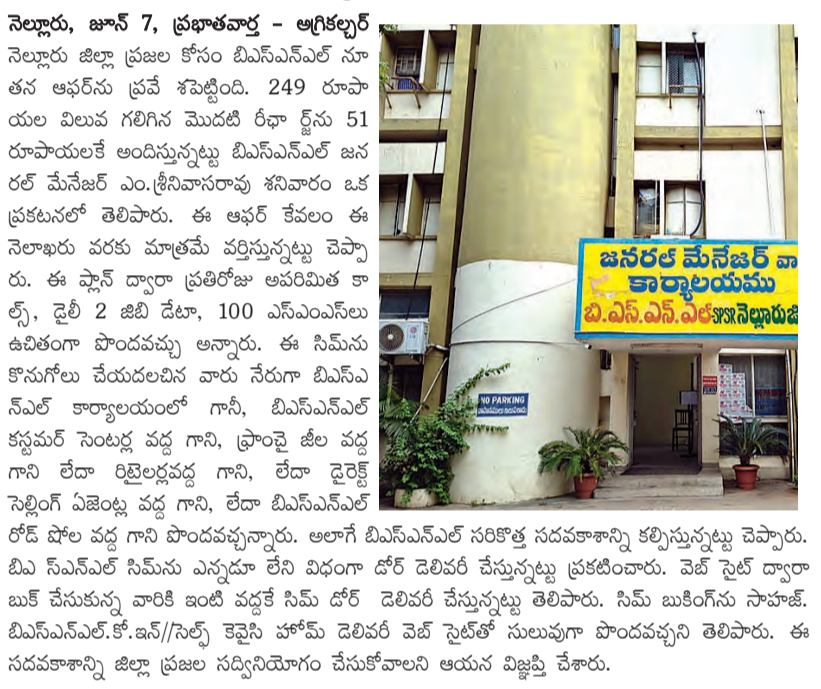 నెల్లూరు, జూన్ 7, ప్రభాతవార్త – అగ్రికల్చర్
నెల్లూరు జిల్లా ప్రజల కోసం బిఎస్ఎన్ఎల్ నూ
తన ఆఫర్‌ను ప్రవే శపెట్టింది. 249 రూపా
యల విలువ గలిగిన మొదటి రీఛా ర్జ్‌ను 51
రూపాయలకే అందిస్తున్నట్టు బిఎస్ఎన్ఎల్ జన
రల్ మేనేజర్ ఎం.శ్రీనివాసరావు శనివారం ఒక
ప్రకటనలో తెలిపారు. ఈ ఆఫర్ కేవలం ఈ
నెలాఖరు వరకు మాత్రమే వర్తిస్తున్నట్టు చెప్పా
రు. ఈ ప్లాన్ ద్వారా ప్రతిరోజు అపరిమిత కా
ల్స్, డైలీ 2 జిబి డేటా, 100 ఎస్ఎంఎస్‌లు
ఉచితంగా పొందవచ్చు అన్నారు. ఈ సిమ్‌ను
కొనుగోలు చేయదలచిన వారు నేరుగా బిఎస్ఎ
న్ఎల్ కార్యాలయంలో గానీ, బిఎస్ఎన్ఎల్
కస్టమర్ సెంటర్ల వద్ద గాని, ఫ్రాంచై జీల వద్ద
గాని లేదా రిటైలర్లవద్ద గాని, లేదా డైరెక్ట్
సెల్లింగ్ ఏజెంట్ల వద్ద గాని, లేదా బిఎస్ఎన్ఎల్
రోడ్ షోల వద్ద గాని పొందవచ్చన్నారు. అలాగే బిఎస్ఎన్ఎల్ సరికొత్త సదవకాశాన్ని కల్పిస్తున్నట్టు చెప్పారు.
బిఎ స్ఎన్ఎల్ సిమ్‌ను ఎన్నడూ లేని విధంగా డోర్ డెలివరీ చేస్తున్నట్టు ప్రకటించారు. వెబ్ సైట్ ద్వారా
బుక్ చేసుకున్న వారికి ఇంటి వద్దకే సిమ్ డోర్ డెలివరీ చేస్తున్నట్టు తెలిపారు. సిమ్ బుకింగ్‌ను సాహజ్.
బిఎస్ఎన్ఎల్.కో.ఇన్//సెల్ఫ్ కెవైసి హోమ్ డెలివరీ వెబ్ సైట్‌తో సులువుగా పొందవచ్చని తెలిపారు. ఈ
సదవకాశాన్ని జిల్లా ప్రజల సద్వినియోగం చేసుకోవాలని ఆయన విజ్ఞప్తి చేశారు.
జనరల్ మేనేజర్ వా
కార్యాలయము
బి.ఎస్.ఎన్.ఎల్-SPSR నెల్లూరు జి
NO PARKING
వాహనములు నిలుపరాదు